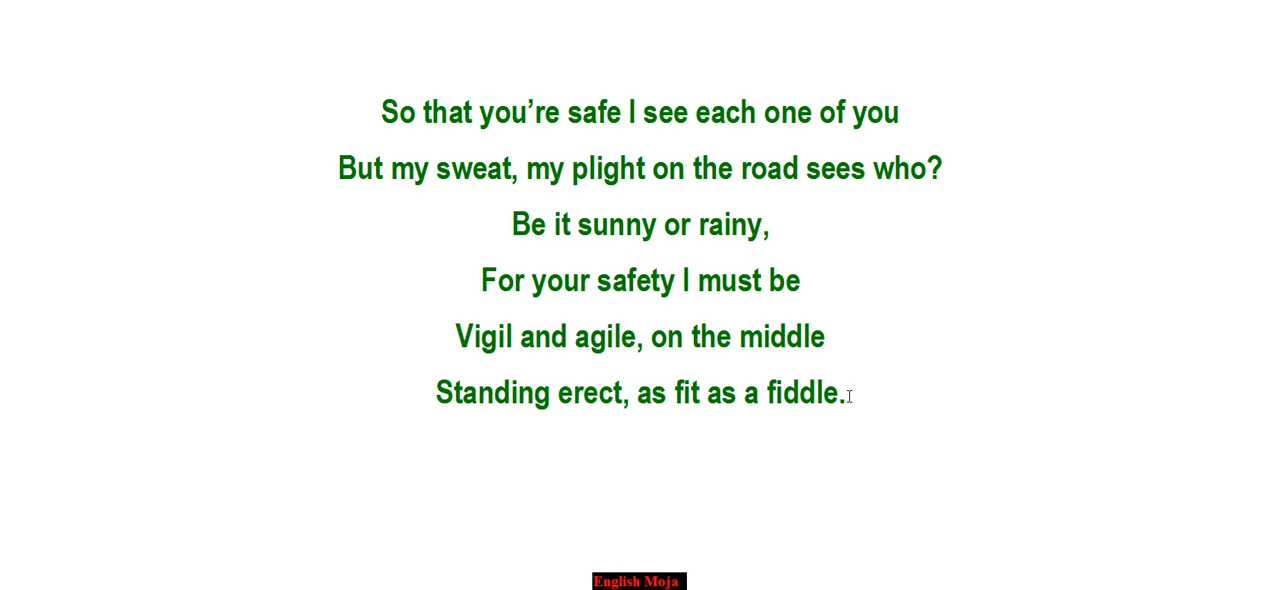 So that you’re safe I see each one of you
But my sweat, my plight on the road sees who?
Be it sunny or rainy,
For your safety I must be
Vigil and agile, on the middle
Standing erect, as fit as a fiddle.
English Moja